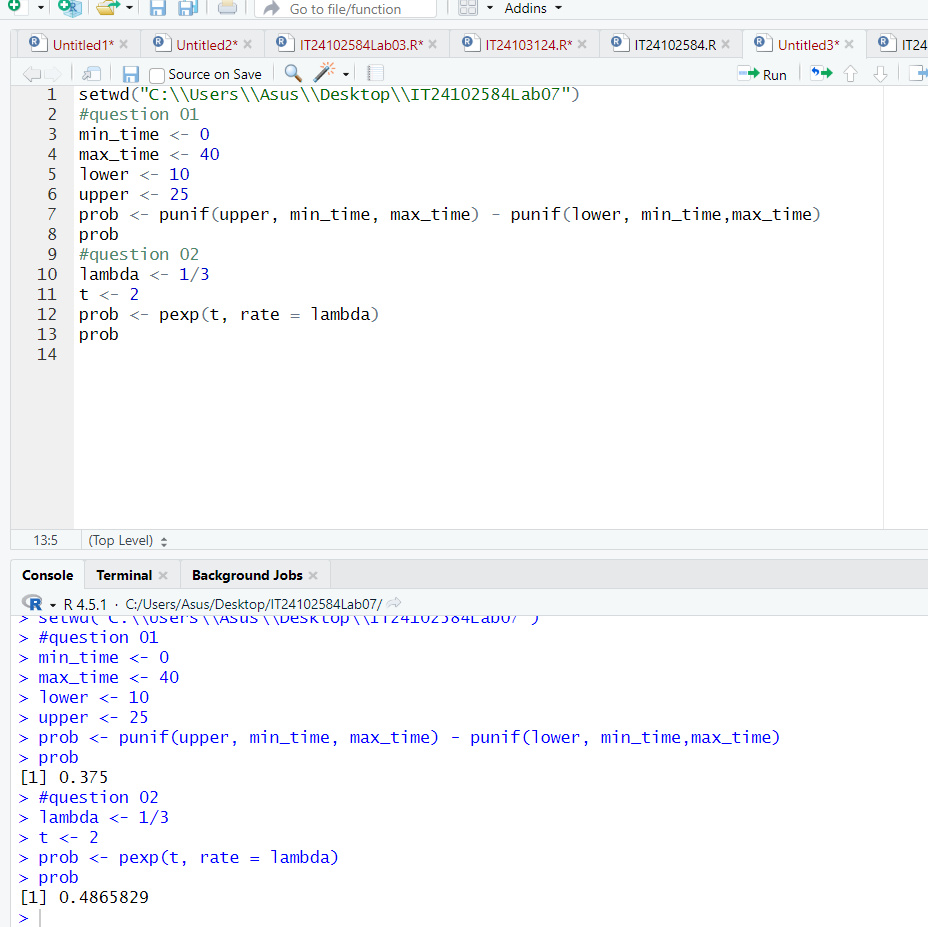 Go to file/function Addins
Untitled1* Untitled2* IT24102584Lab03.R* IT24103124.R* IT24102584.R Untitled3* IT24
Source on Save Run
1 setwd("C:\\Users\\Asus\\Desktop\\IT24102584Lab07")
2 #question 01
3 min_time <- 0
4 max_time <- 40
5 lower <- 10
6 upper <- 25
7 prob <- punif(upper, min_time, max_time) - punif(lower, min_time,max_time)
8 prob
9 #question 02
10 lambda <- 1/3
11 t <- 2
12 prob <- pexp(t, rate = lambda)
13 prob
14
13:5 (Top Level)
Console Terminal Background Jobs
R 4.5.1 · C:/Users/Asus/Desktop/IT24102584Lab07/
> setwd("C:\\Users\\Asus\\Desktop\\IT24102584Lab07")
> #question 01
> min_time <- 0
> max_time <- 40
> lower <- 10
> upper <- 25
> prob <- punif(upper, min_time, max_time) - punif(lower, min_time,max_time)
> prob
[1] 0.375
> #question 02
> lambda <- 1/3
> t <- 2
> prob <- pexp(t, rate = lambda)
> prob
[1] 0.4865829
>